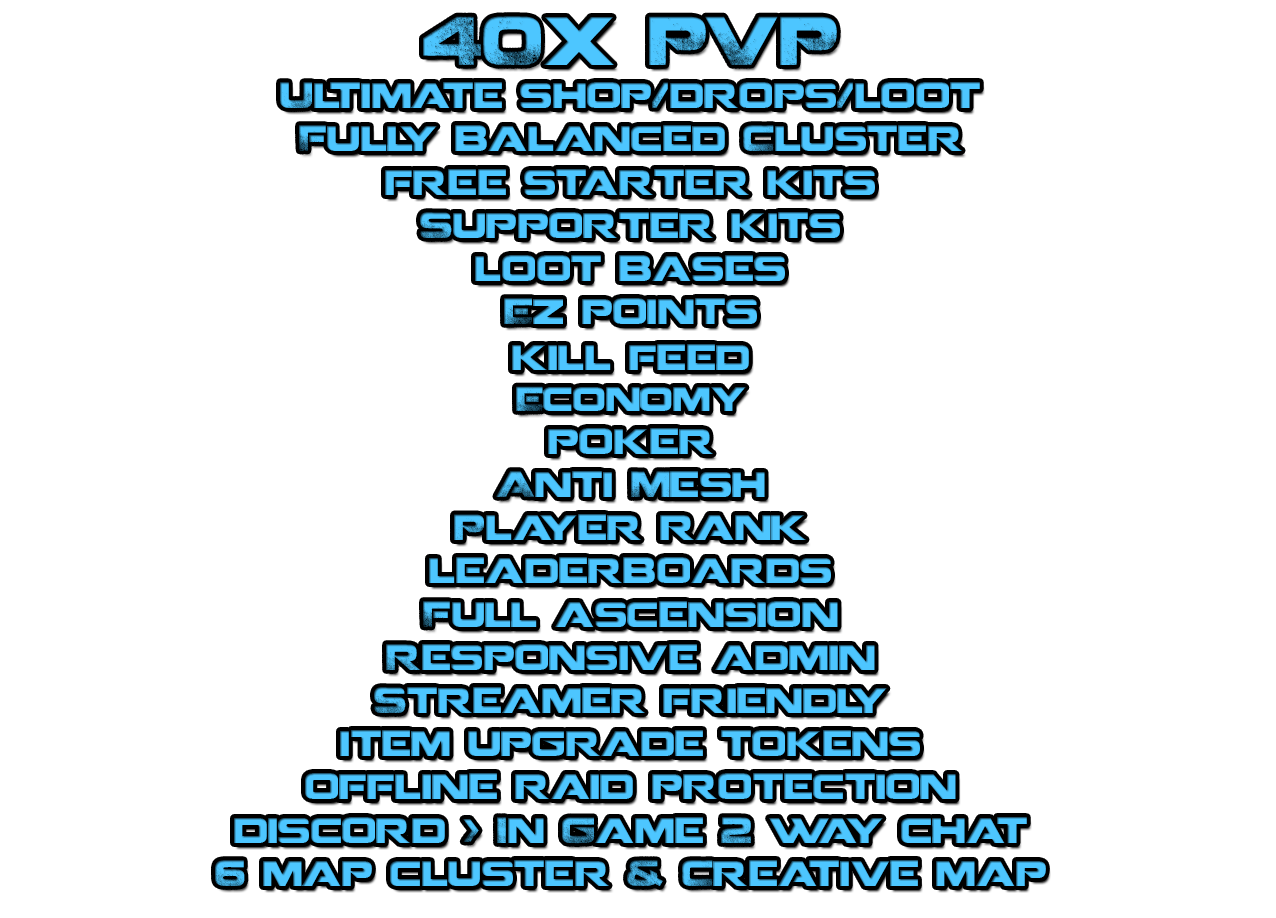 40X PVP
ULTIMATE SHOP/DROPS/LOOT
FULLY BALANCED CLUSTER
FREE STARTER KITS
SUPPORTER KITS
LOOT BASES
EZ POINTS
KILL FEED
ECONOMY
POKER
ANTI MESH
PLAYER RANK
LEADERBOARDS
FULL ASCENSION
RESPONSIVE ADMIN
STREAMER FRIENDLY
ITEM UPGRADE TOKENS
OFFLINE RAID PROTECTION
DISCORD > IN GAME 2 WAY CHAT
6 MAP CLUSTER & CREATIVE MAP